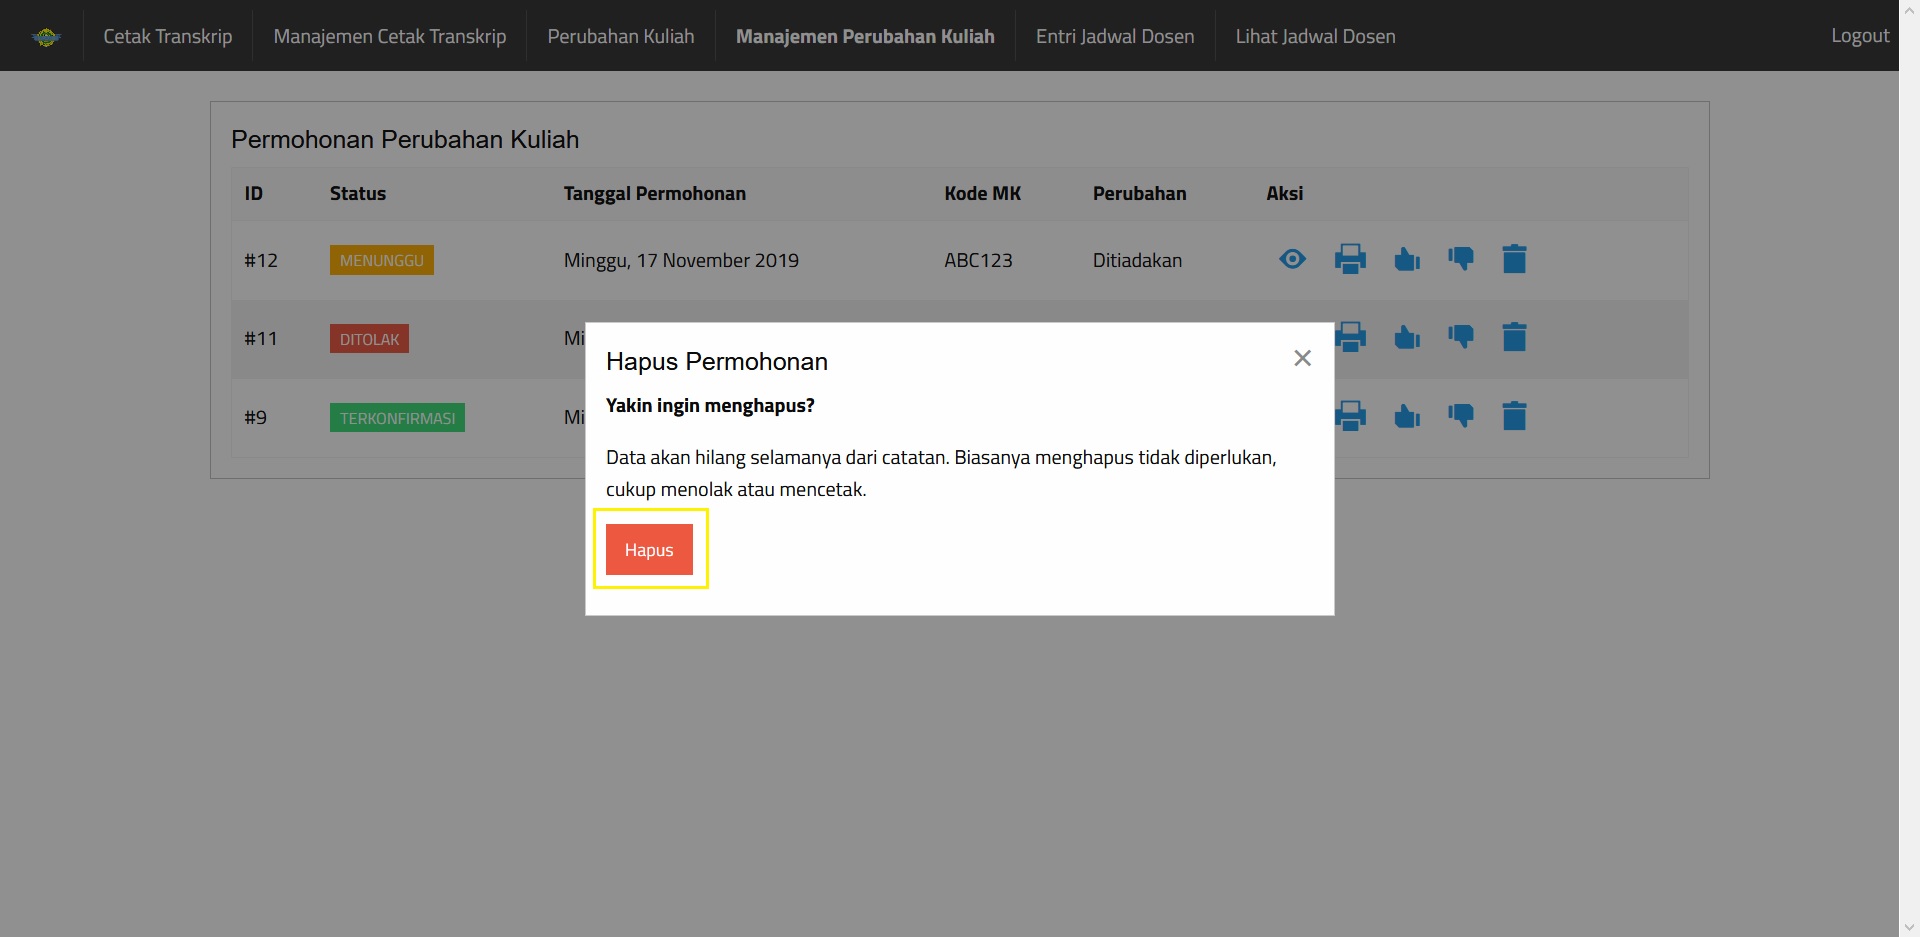 Cetak Transkrip Manajemen Cetak Transkrip Perubahan Kuliah Manajemen Perubahan Kuliah Entri Jadwal Dosen Lihat Jadwal Dosen Logout
Permohonan Perubahan Kuliah
ID Status Tanggal Permohonan Kode MK Perubahan Aksi
#12 MENUNGGU Minggu, 17 November 2019 ABC123 Ditiadakan
#11 DITOLAK Mi
#9 TERKONFIRMASI Mi
Hapus Permohonan ×
Yakin ingin menghapus?
Data akan hilang selamanya dari catatan. Biasanya menghapus tidak diperlukan,
cukup menolak atau mencetak.
Hapus